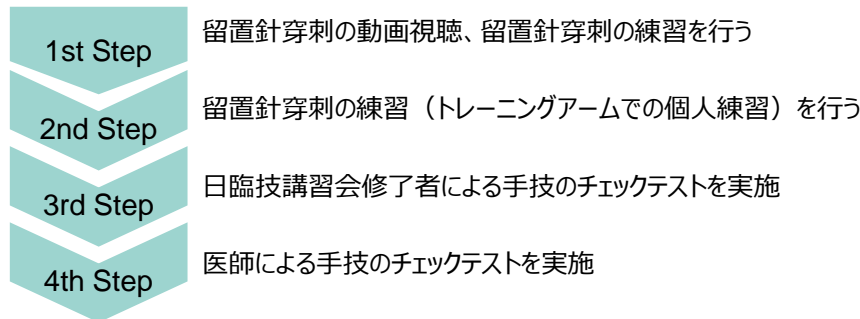 1st Step
留置針穿刺の動画視聴、留置針穿刺の練習を行う
2nd Step
留置針穿刺の練習（トレーニングアームでの個人練習）を行う
3rd Step
日臨技講習会修了者による手技のチェックテストを実施
4th Step
医師による手技のチェックテストを実施